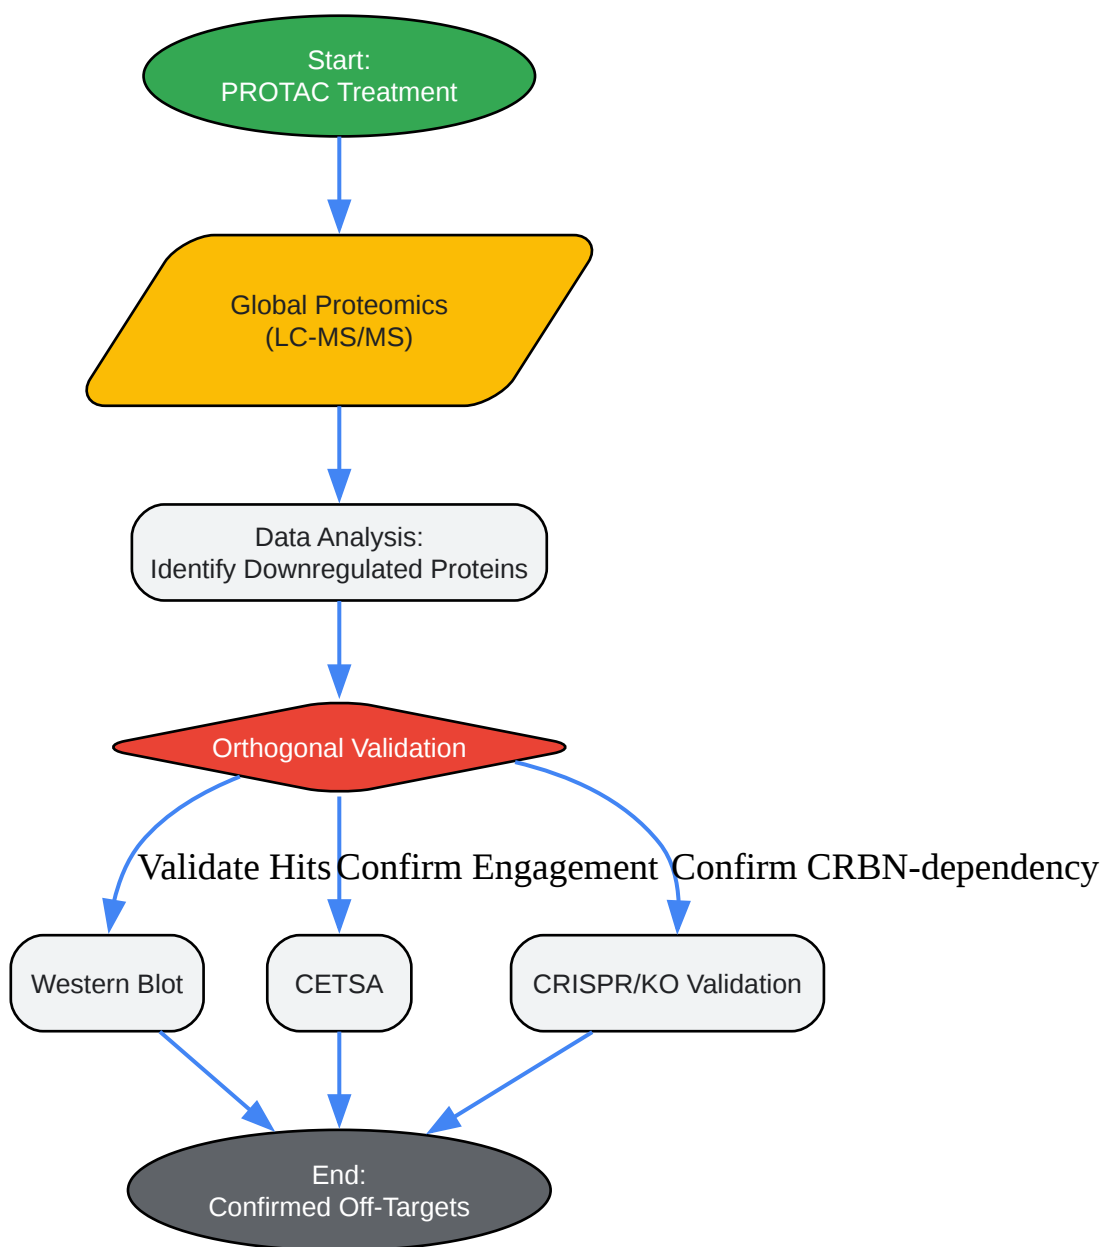 Start:
PROTAC Treatment
Global Proteomics
(LC-MS/MS)
Data Analysis:
Identify Downregulated Proteins
Orthogonal Validation
Validate Hits
Confirm Engagement
Confirm CRBN-dependency
Western Blot
CETSA
CRISPR/KO Validation
End:
Confirmed Off-Targets